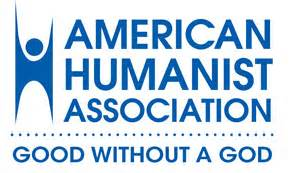 AMERICAN
HUMANIST
ASSOCIATION
GOOD WITHOUT A GOD